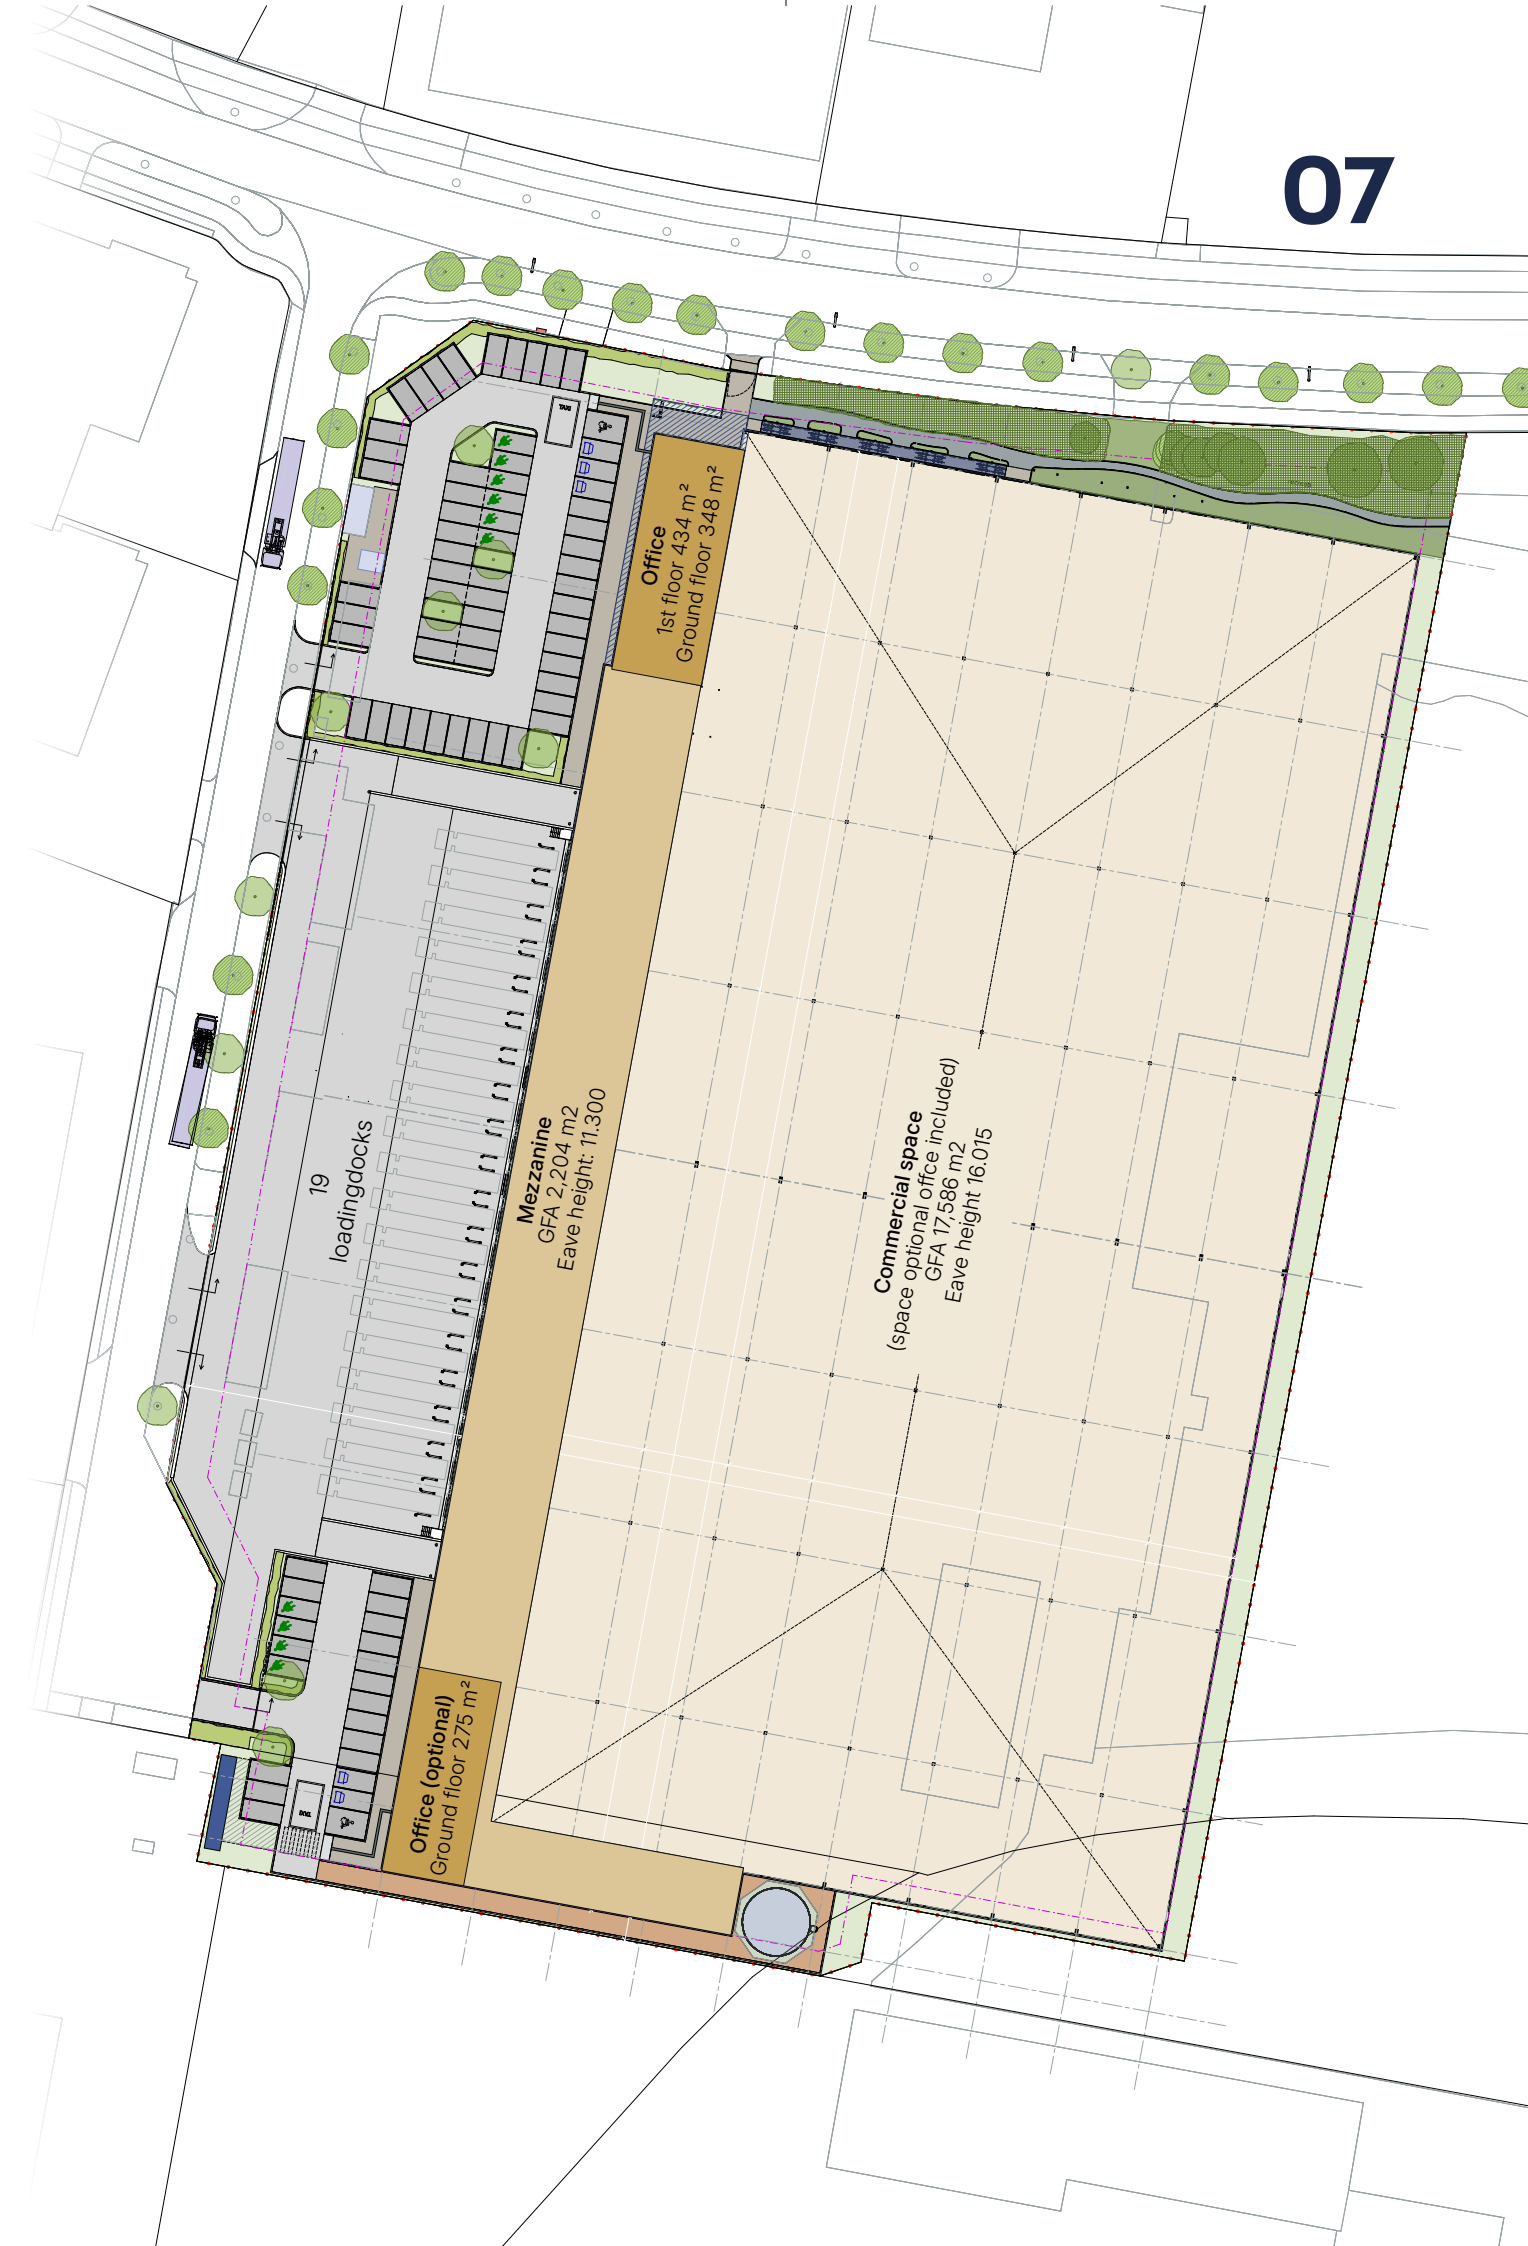 07
TAXI
Office
1st floor 434 m²
Ground floor 348 m²
19
loadingdocks
Mezzanine
GFA 2,204 m2
Eave height: 11.300
Commercial space
(space optional offce included)
GFA 17,586 m2
Eave height 16.015
Office (optional)
Ground floor 275 m²
TAXI